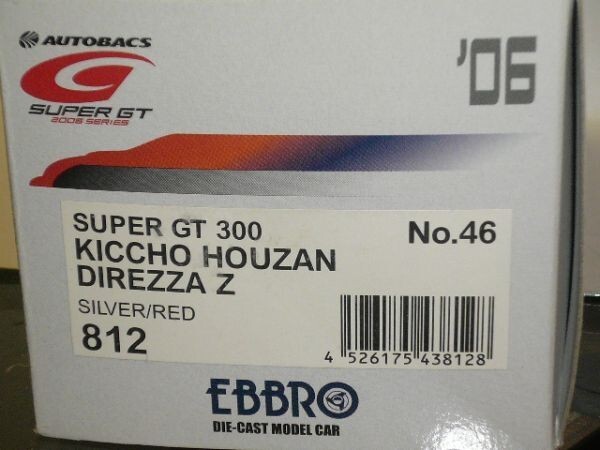 AUTOBACS
'06
SUPER GT
2006 SERIES
SUPER GT 300
No.46
KICCHO HOUZAN
DIREZZA Z
SILVER/RED
812
4 526175 438128
EBBRO
DIE-CAST MODEL CAR